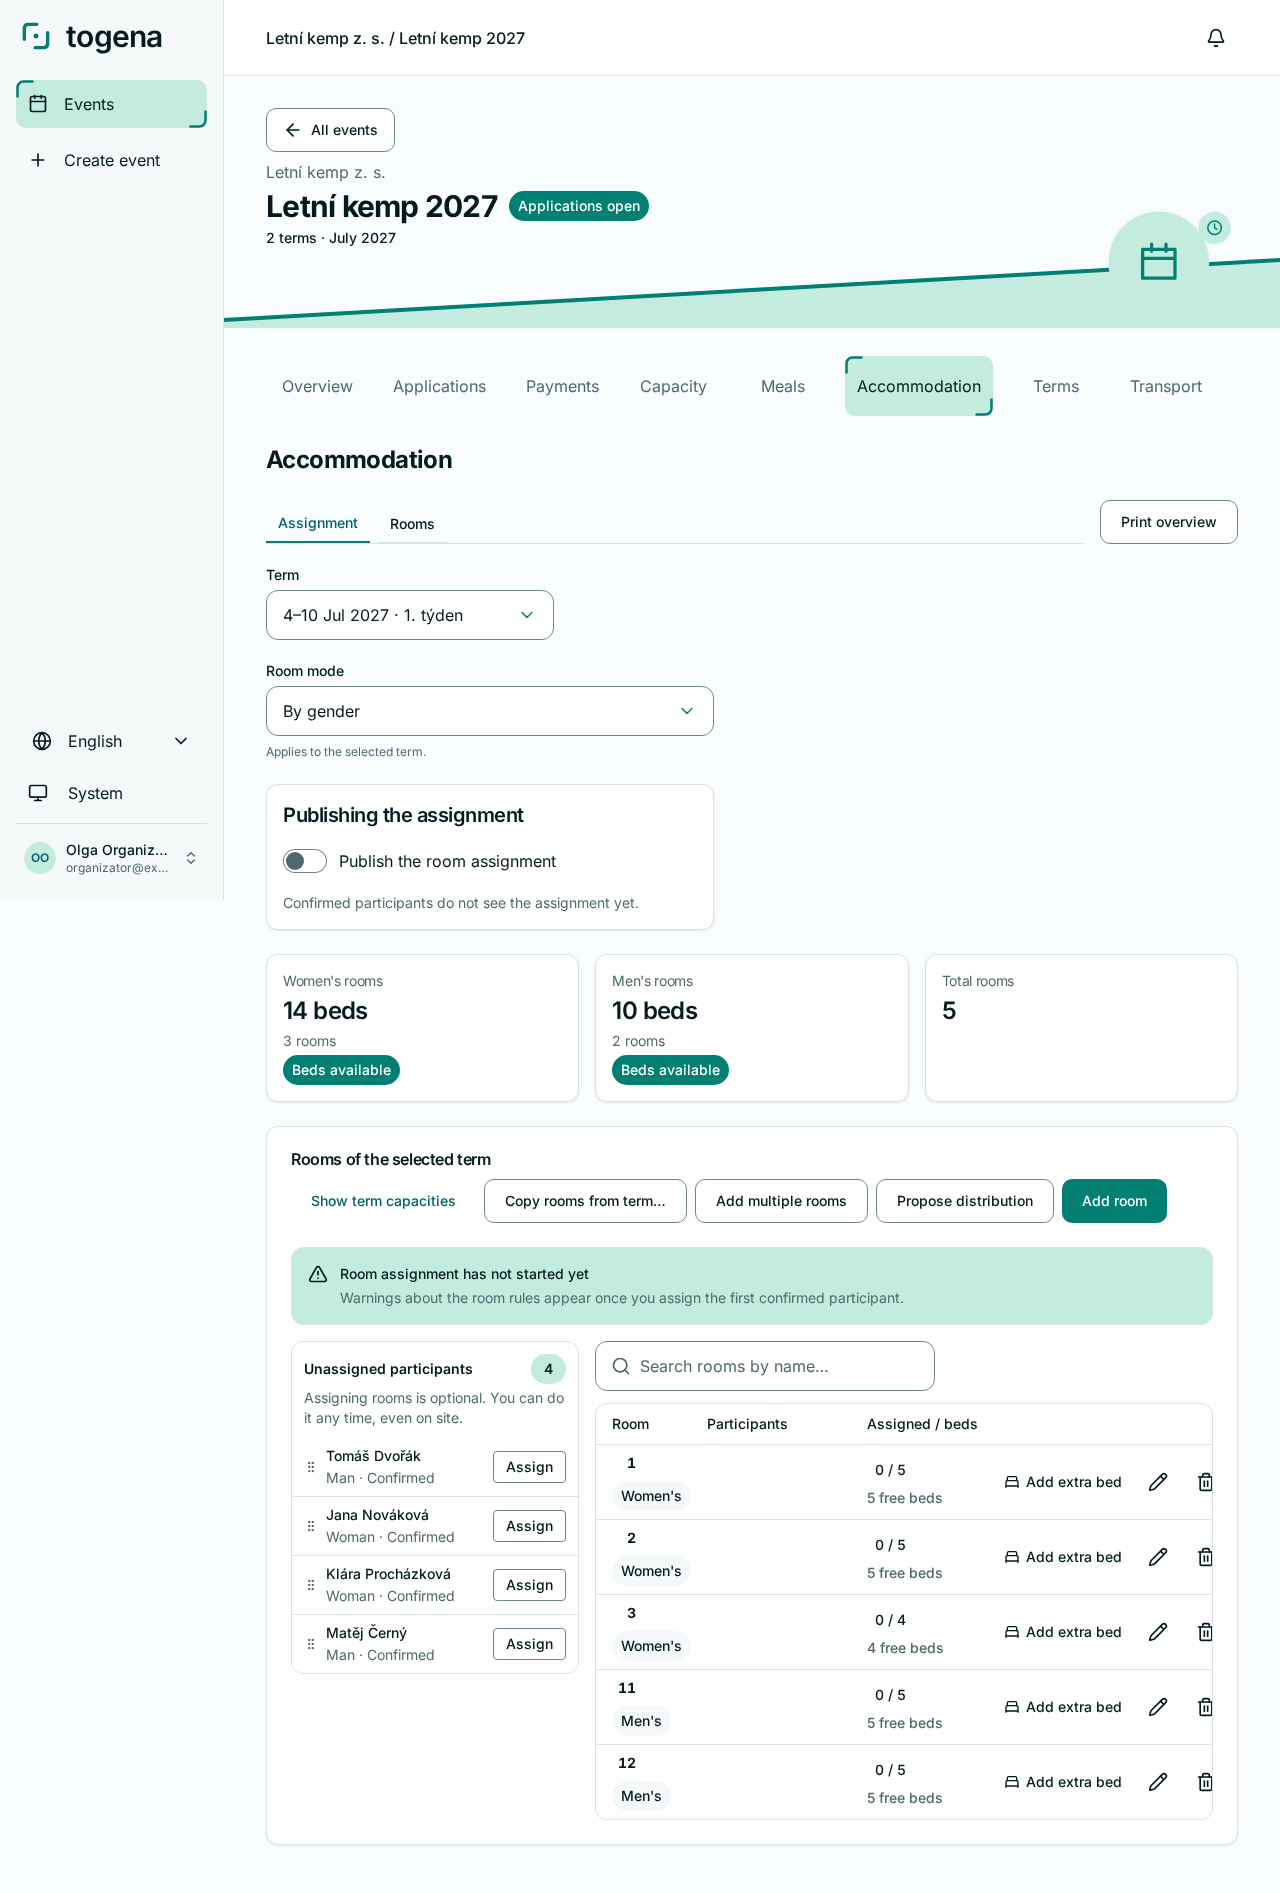 togena
Letní kemp z. s. / Letní kemp 2027
Events
Create event
All events
Letní kemp z. s.
Letní kemp 2027 Applications open
2 terms · July 2027
Overview Applications Payments Capacity Meals Accommodation Terms Transport
Accommodation
Assignment Rooms Print overview
Term
4–10 Jul 2027 · 1. týden
Room mode
By gender
Applies to the selected term.
English
System
OO Olga Organiz...
organizator@ex...
Publishing the assignment
Publish the room assignment
Confirmed participants do not see the assignment yet.
Women's rooms
14 beds
3 rooms
Beds available
Men's rooms
10 beds
2 rooms
Beds available
Total rooms
5
Rooms of the selected term
Show term capacities Copy rooms from term... Add multiple rooms Propose distribution Add room
Room assignment has not started yet
Warnings about the room rules appear once you assign the first confirmed participant.
Unassigned participants 4
Assigning rooms is optional. You can do
it any time, even on site.
Tomáš Dvořák
Man · Confirmed
Assign
Jana Nováková
Woman · Confirmed
Assign
Klára Procházková
Woman · Confirmed
Assign
Matěj Černý
Man · Confirmed
Assign
Search rooms by name...
Room Participants Assigned / beds
1 0 / 5
Women's 5 free beds Add extra bed
2 0 / 5
Women's 5 free beds Add extra bed
3 0 / 4
Women's 4 free beds Add extra bed
11 0 / 5
Men's 5 free beds Add extra bed
12 0 / 5
Men's 5 free beds Add extra bed